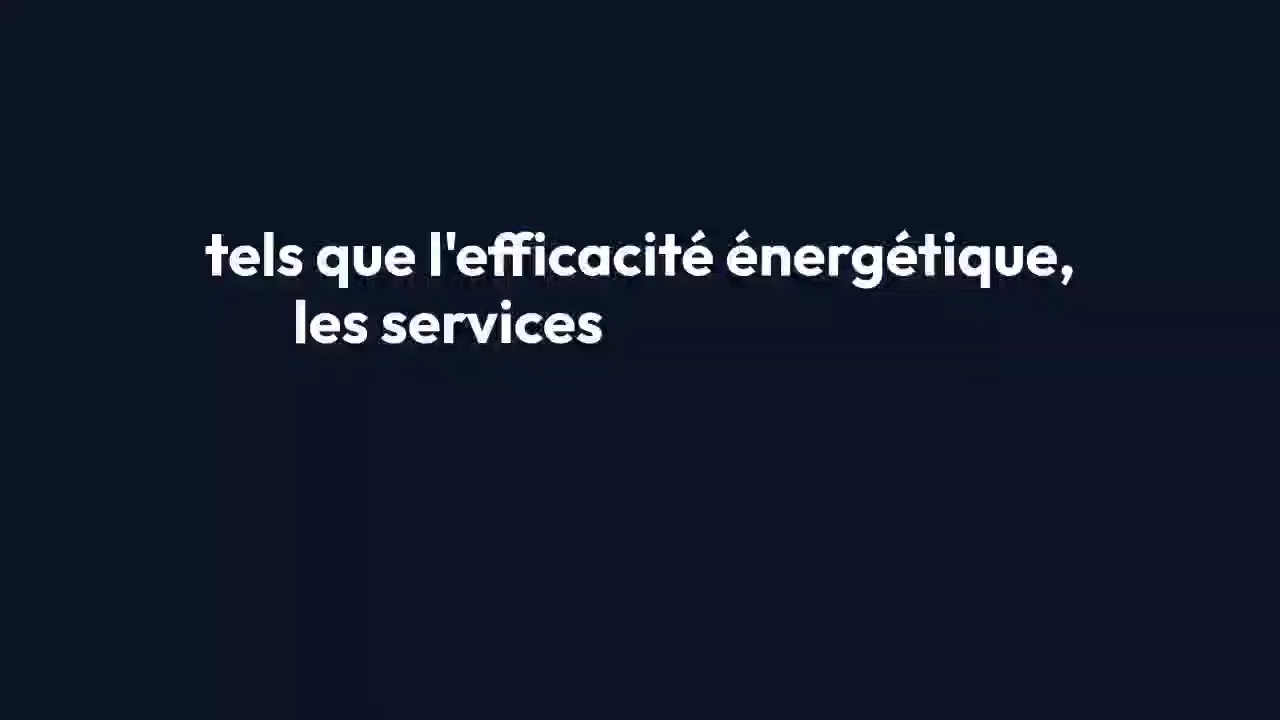 tels que l'efficacité énergétique,
les services